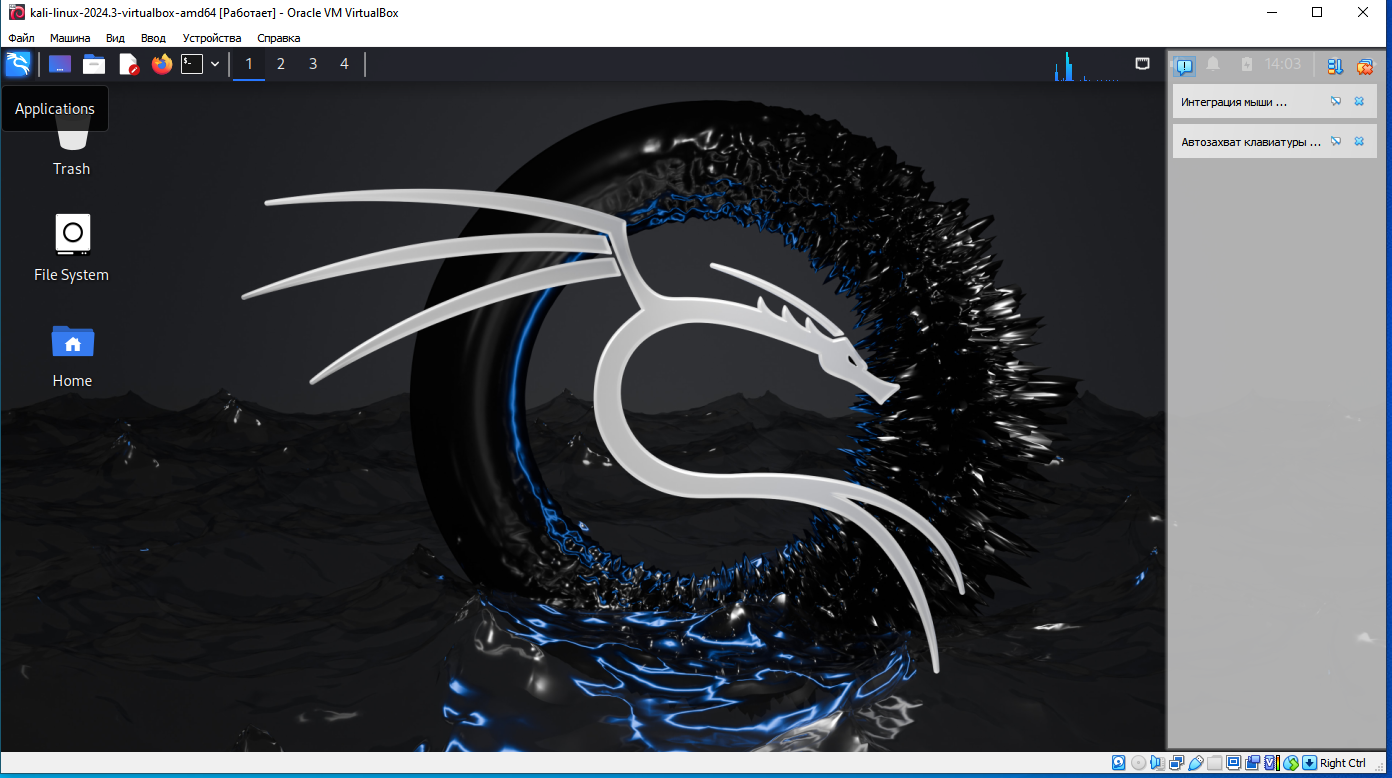 kali-linux-2024.3-virtualbox-amd64 [Работает] - Oracle VM VirtualBox
Файл Машина Вид Ввод Устройства Справка
1 2 3 4
14:03
Applications
Интеграция мыши ...
Автозахват клавиатуры ...
Trash
File System
Home
Right Ctrl